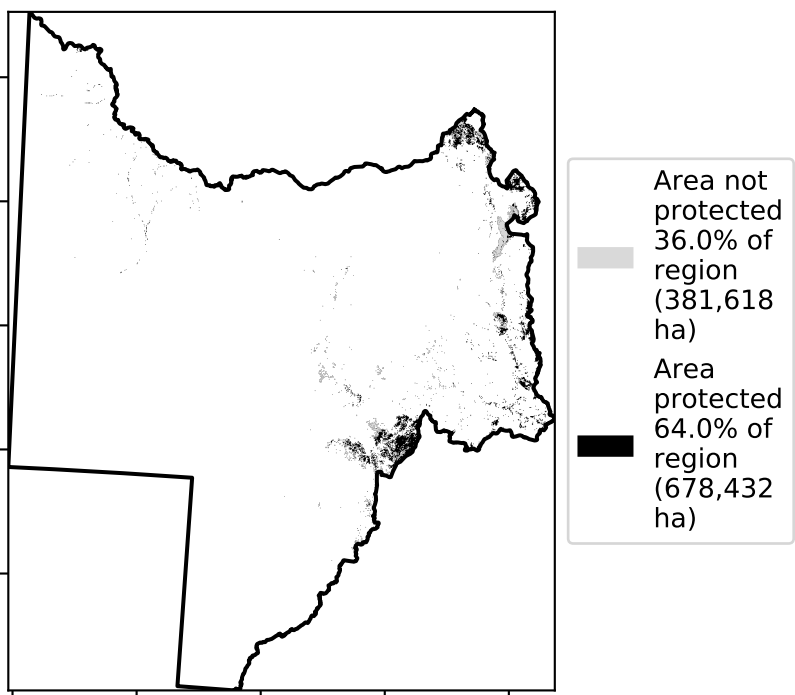 Area not
protected
36.0% of
region
(381,618
ha)
Area
protected
64.0% of
region
(678,432
ha)